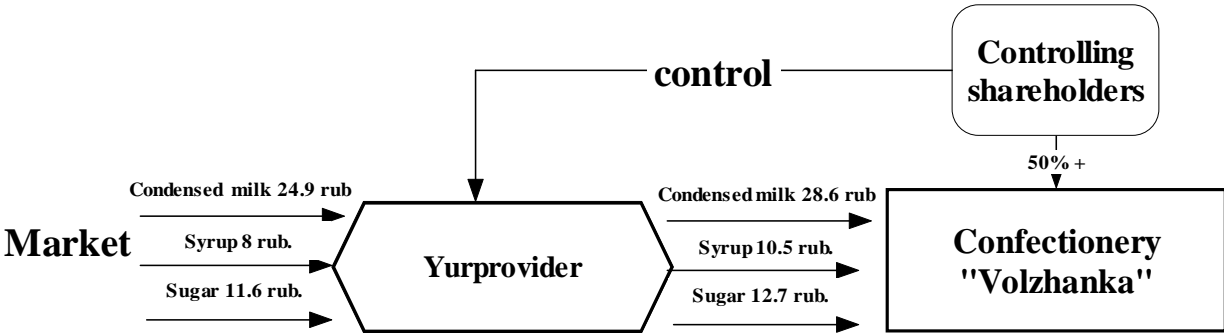 Controlling
shareholders
control
50% +
Condensed milk 24.9 rub
Condensed milk 28.6 rub
Market
Syrup 8 rub.
Yurprovider
Syrup 10.5 rub.
Confectionery
"Volzhanka"
Sugar 11.6 rub.
Sugar 12.7 rub.